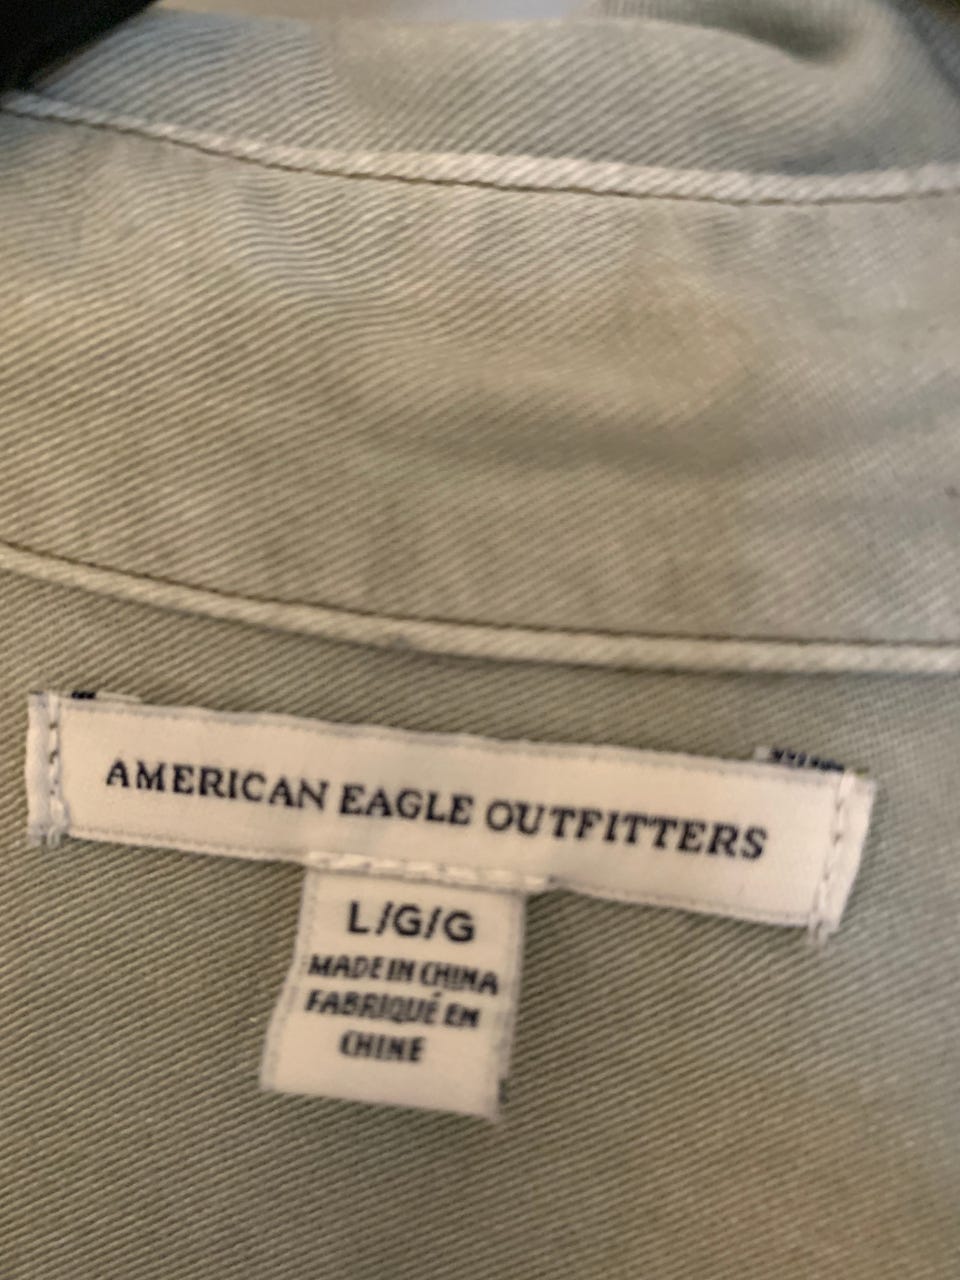 AMERICAN EAGLE OUTFITTERS
L/G/G
MADE IN CHINA
FABRIQUÉ EN
CHINE